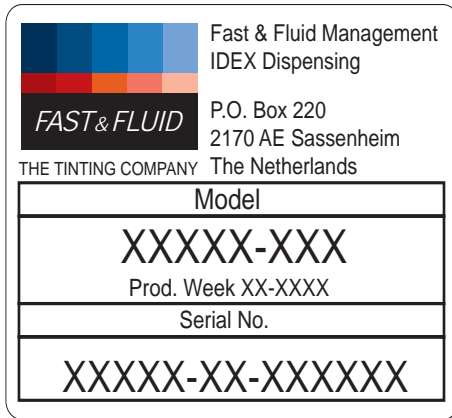 Fast & Fluid Management
IDEX Dispensing
FAST & FLUID
P.O. Box 220
2170 AE Sassenheim
THE TINTING COMPANY
The Netherlands
Model
XXXXX-XXX
Prod. Week XX-XXXX
Serial No.
XXXXX-XX-XXXXXX